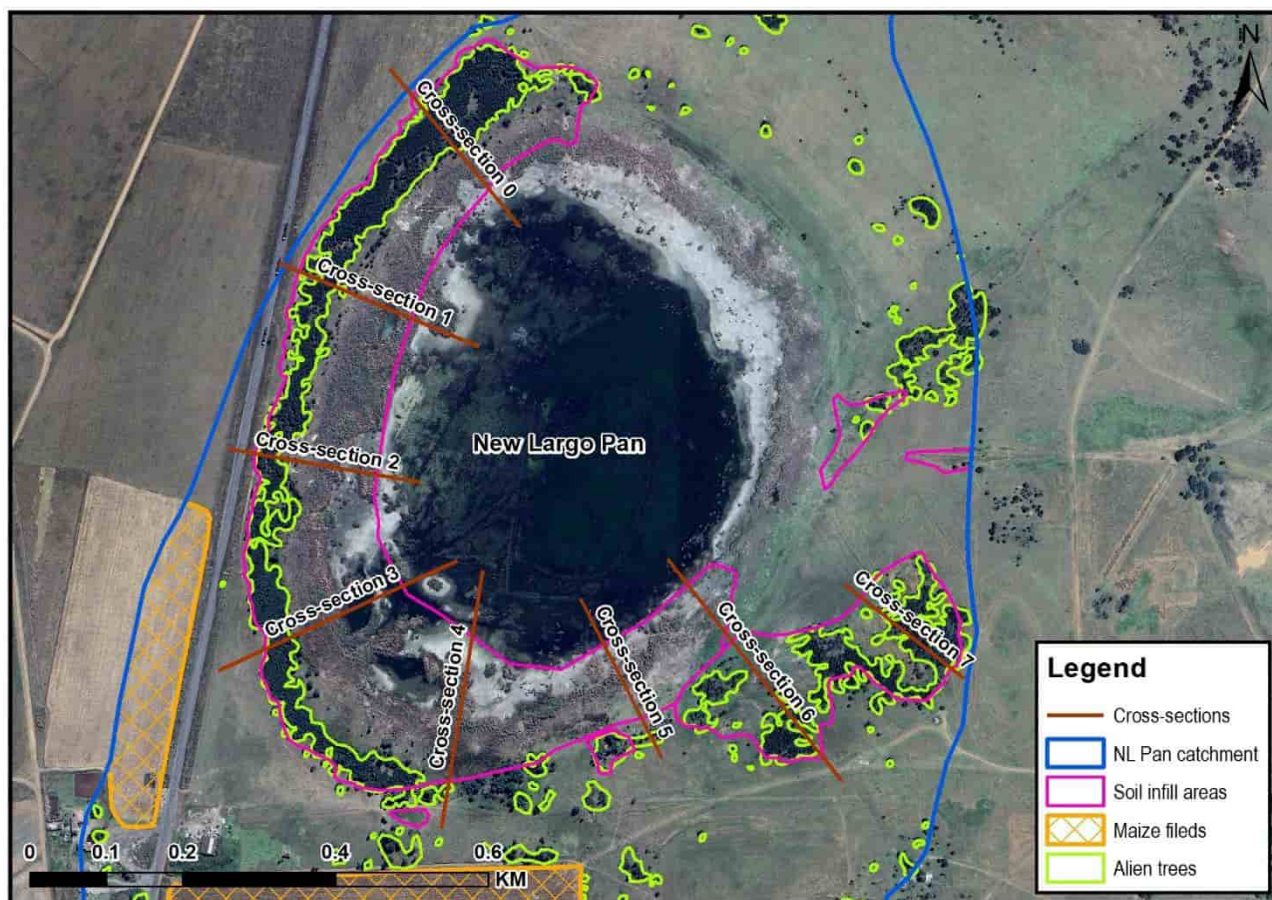 N
Cross-section 0
Cross-section 1
Cross-section 2
New Largo Pan
Cross-section 3
Cross-section 4
Cross-section 5
Cross-section 6
Cross-section 7
Legend
Cross-sections
NL Pan catchment
Soil infill areas
Maize fileds
Alien trees
0 0.1 0.2 0.4 0.6
KM